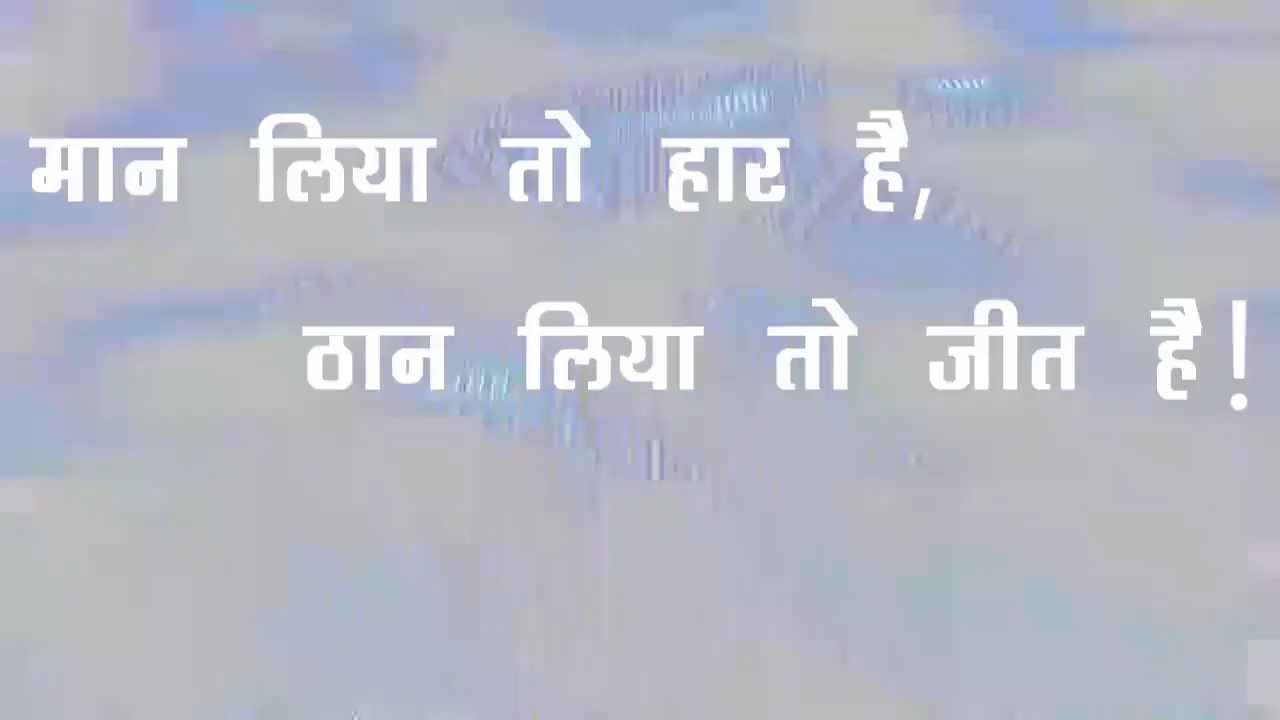 मान लिया तो हार है,
ठान लिया तो जीत है!